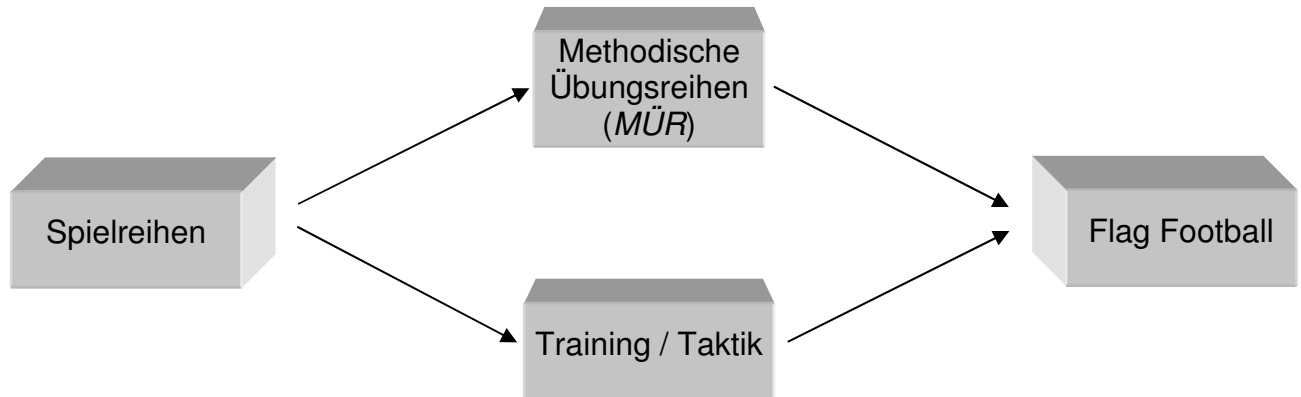 Methodische
Übungsreihen
(MÜR)
Spielreihen
Flag Football
Training / Taktik